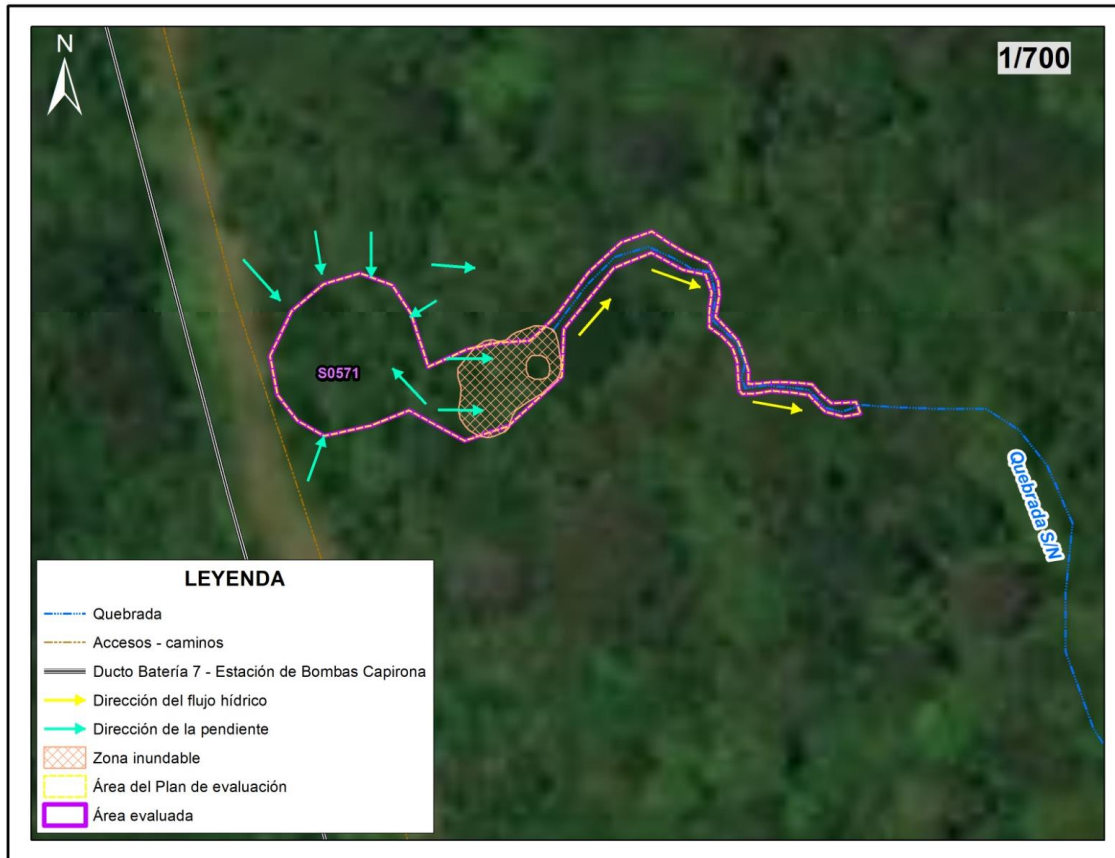 N
1/700
S0571
Quebrada S/N
LEYENDA
Quebrada
Accesos - caminos
Ducto Batería 7 - Estación de Bombas Capirona
Dirección del flujo hídrico
Dirección de la pendiente
Zona inundable
Área del Plan de evaluación
Área evaluada